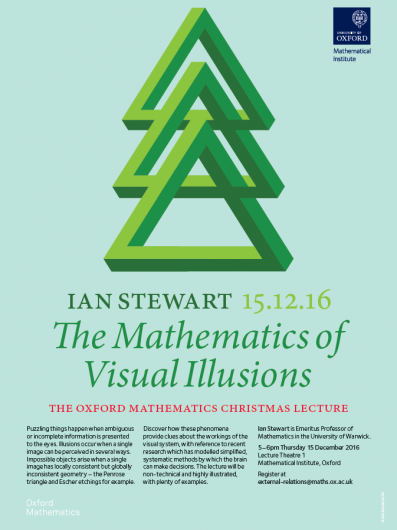 UNIVERSITY OF
OXFORD
Mathematical
Institute
IAN STEWART 15.12.16
The Mathematics of
Visual Illusions
THE OXFORD MATHEMATICS CHRISTMAS LECTURE
Puzzling things happen when ambiguous
or incomplete information is presented
to the eyes. Illusions occur when a
single image can be perceived in several ways.
Impossible objects arise when a single
image has locally consistent but globally
inconsistent geometry – the Penrose
triangle and Escher etchings for example.
Discover how these phenomena
provide clues about the workings of the
visual system, with reference to recent
research which has modelled simplified,
systematic methods by which the brain
can make decisions. The lecture will be
non-technical and highly illustrated,
with plenty of examples.
Ian Stewart is Emeritus Professor of
Mathematics in the University of Warwick.
5–6pm Thursday 15 December 2016
Lecture Theatre 1
Mathematical Institute, Oxford
Register at
external-relations@maths.ox.ac.uk
Oxford
Mathematics